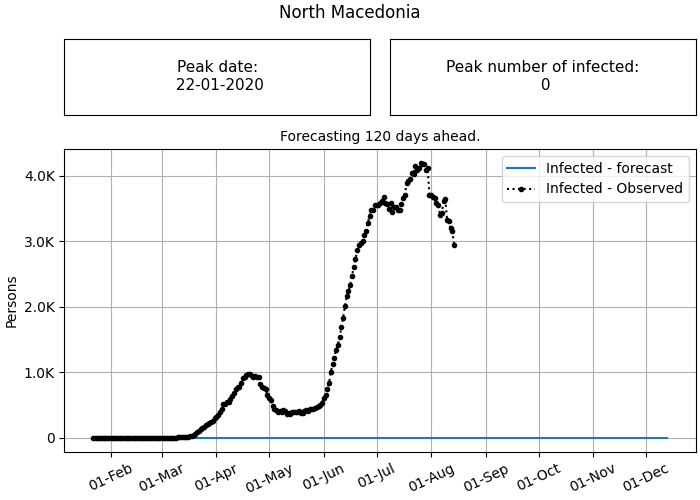 North Macedonia
Peak date:
22-01-2020
Peak number of infected:
0
Forecasting 120 days ahead.
Infected - forecast
Infected - Observed
Persons
4.0K
3.0K
2.0K
1.0K
0
01-Feb
01-Mar
01-Apr
01-May
01-Jun
01-Jul
01-Aug
01-Sep
01-Oct
01-Nov
01-Dec